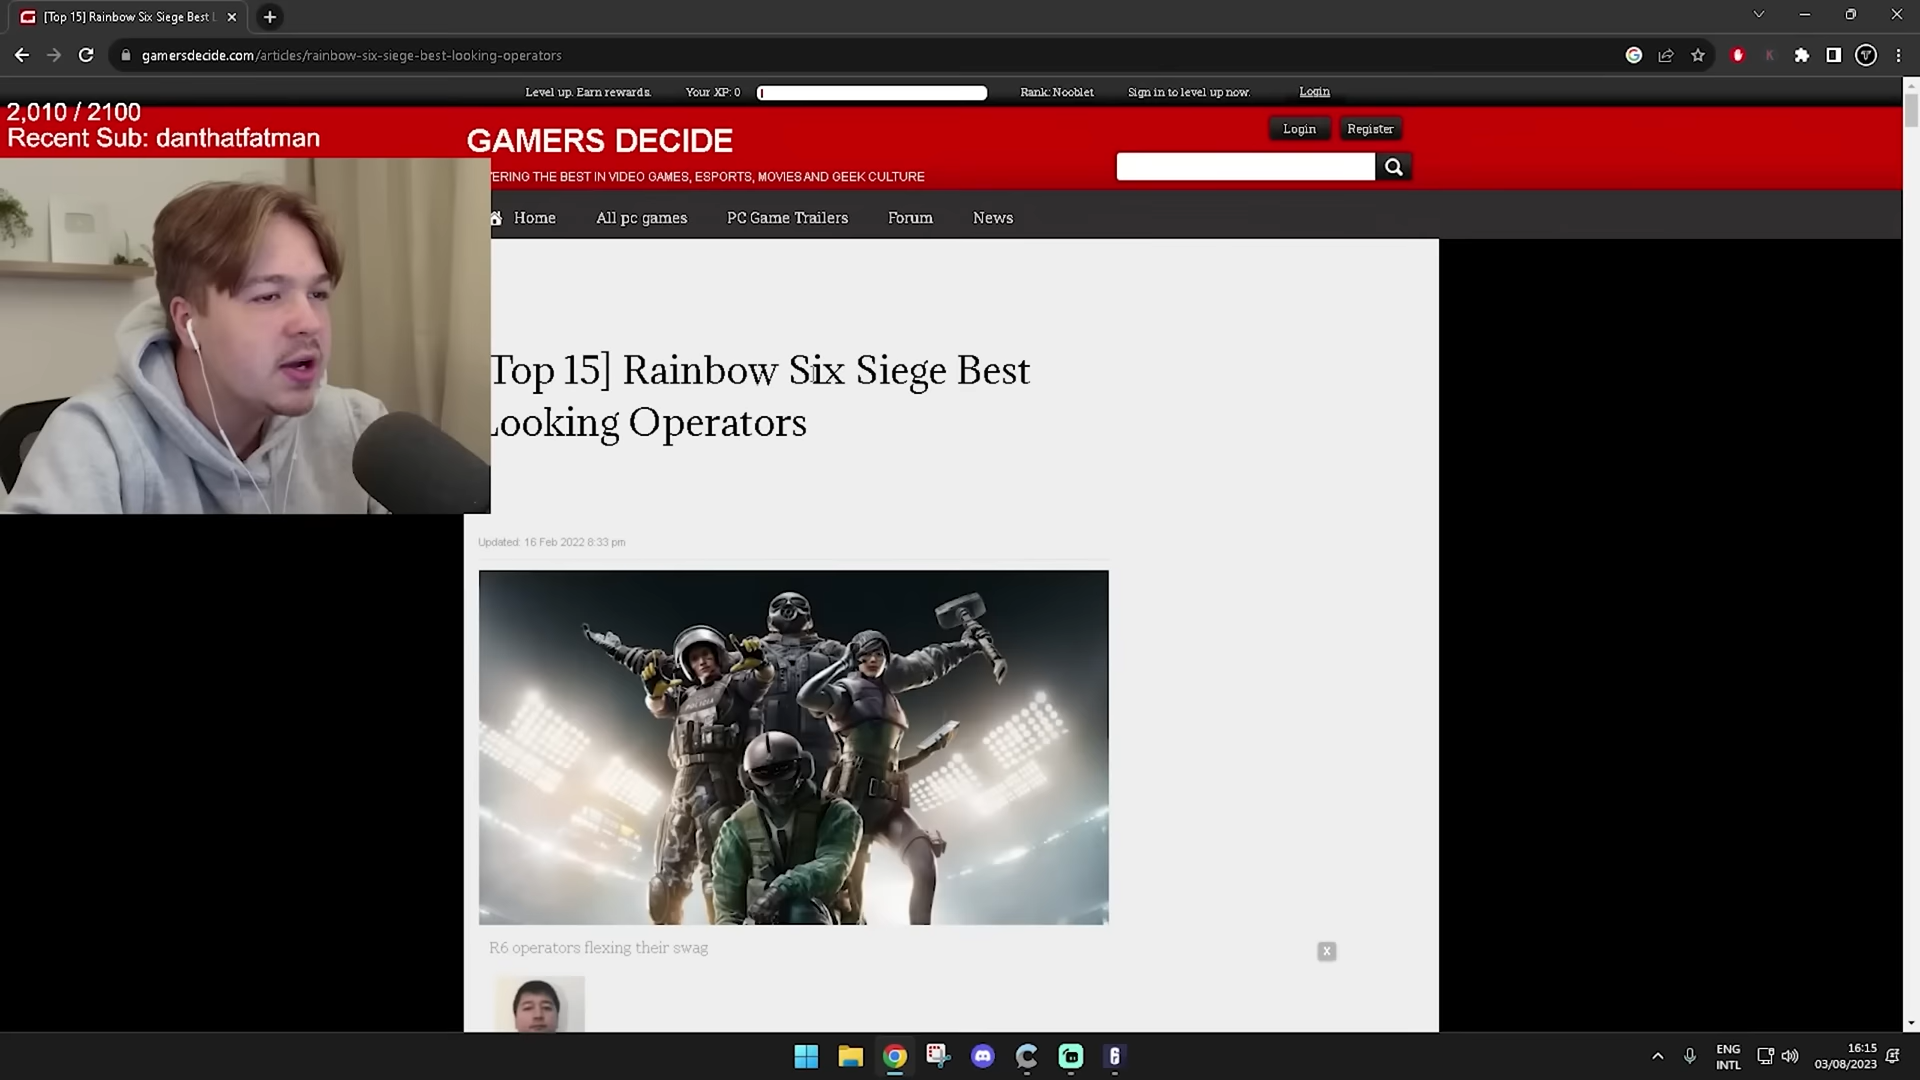 [Top 15] Rainbow Six Siege Best L
gamersdecide.com/articles/rainbow-six-siege-best-looking-operators
Level up. Earn rewards. Your XP: 0 Rank: Nooblet Sign in to level up now. Login
2,010 / 2100
Recent Sub: danthatfatman
GAMERS DECIDE
Login Register
ERING THE BEST IN VIDEO GAMES, ESPORTS, MOVIES AND GEEK CULTURE
Home All pc games PC Game Trailers Forum News
Top 15] Rainbow Six Siege Best
Looking Operators
Updated: 16 Feb 2022 8:33 pm
POLICIA
R6 operators flexing their swag
X
ENG
INTL
16:15
03/08/2023